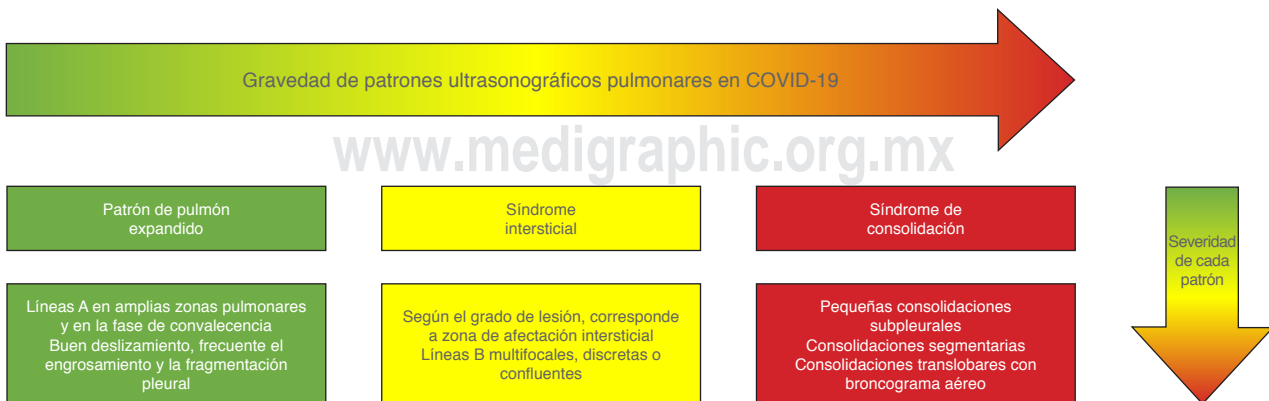 Gravedad de patrones ultrasonográficos pulmonares en COVID-19
www.medigraphic.org.mx
Patrón de pulmón
expandido
Síndrome
intersticial
Síndrome de
consolidación
Severidad
de cada
patrón
Líneas A en amplias zonas pulmonares
y en la fase de convalecencia
Buen deslizamiento, frecuente el
engrosamiento y la fragmentación
pleural
Según el grado de lesión, corresponde
a zona de afectación intersticial
Líneas B multifocales, discretas o
confluentes
Pequeñas consolidaciones
subpleurales
Consolidaciones segmentarias
Consolidaciones translobares con
broncograma aéreo